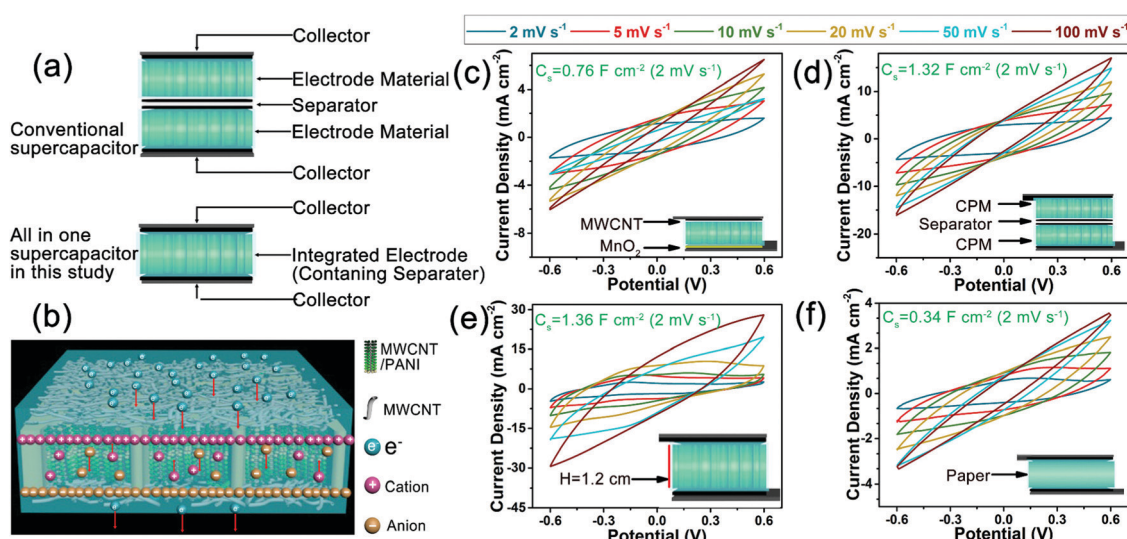 (a)
Collector
Electrode Material
Separator
Electrode Material
Conventional
supercapacitor
Collector
Collector
All in one
supercapacitor
in this study
Integrated Electrode
(Contaning Separater)
Collector
(b)
MWCNT
/PANI
MWCNT
e⁻
Cation
Anion
2 mV s⁻¹ 5 mV s⁻¹ 10 mV s⁻¹ 20 mV s⁻¹ 50 mV s⁻¹ 100 mV s⁻¹
(c)
Cₛ=0.76 F cm⁻² (2 mV s⁻¹)
Current Density (mA cm⁻²)
4
0
-4
-8
MWCNT
MnO₂
-0.6 -0.3 0.0 0.3 0.6
Potential (V)
(d)
Cₛ=1.32 F cm⁻² (2 mV s⁻¹)
Current Density (mA cm⁻²)
10
0
-10
-20
CPM
Separator
CPM
-0.6 -0.3 0.0 0.3 0.6
Potential (V)
(e)
Cₛ=1.36 F cm⁻² (2 mV s⁻¹)
Current Density (mA cm⁻²)
30
15
0
-15
-30
-45
H=1.2 cm
-0.6 -0.3 0.0 0.3 0.6
Potential (V)
(f)
Cₛ=0.34 F cm⁻² (2 mV s⁻¹)
Current Density (mA cm⁻²)
4
2
0
-2
-4
Paper
-0.6 -0.3 0.0 0.3 0.6
Potential (V)